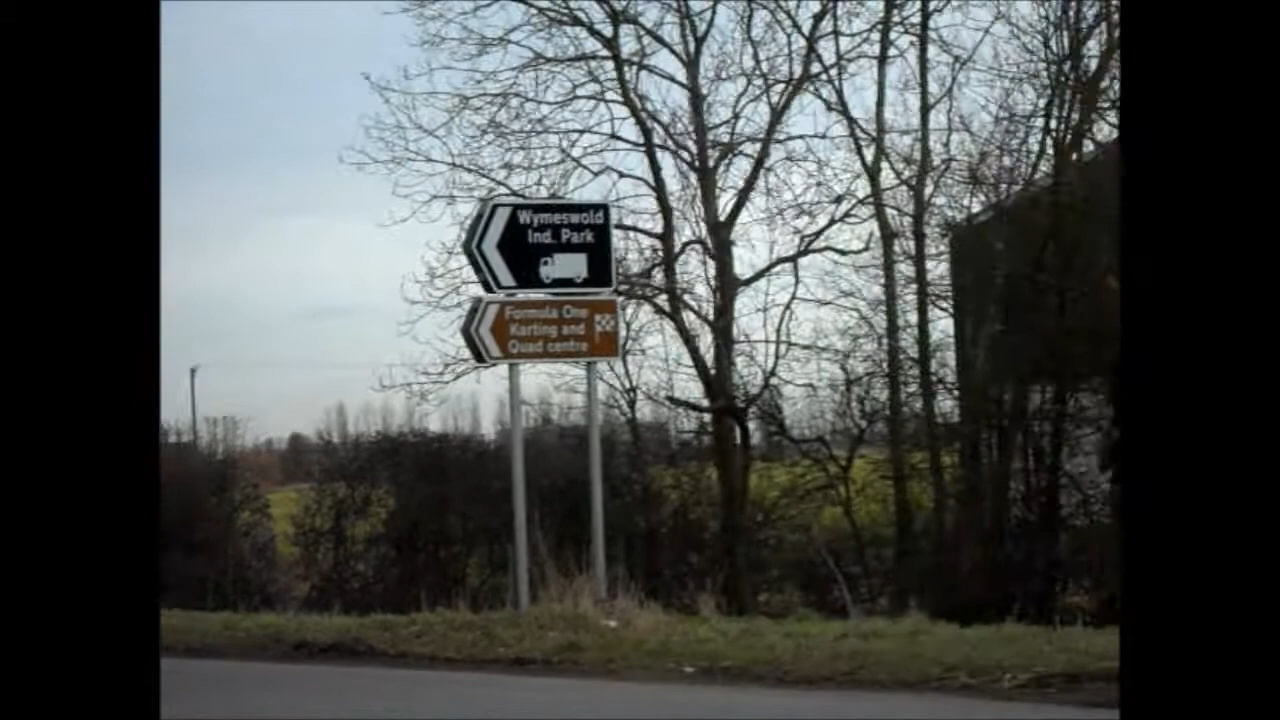 Wymeswold
Ind. Park
Formula One
Karting and
Quad centre